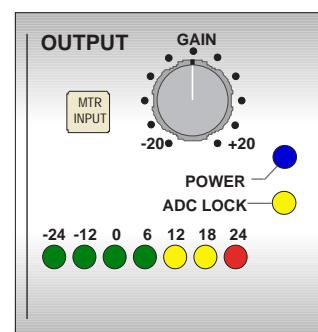 OUTPUT
GAIN
MTR
INPUT
-20 +20
POWER
ADC LOCK
-24 -12 0 6 12 18 24